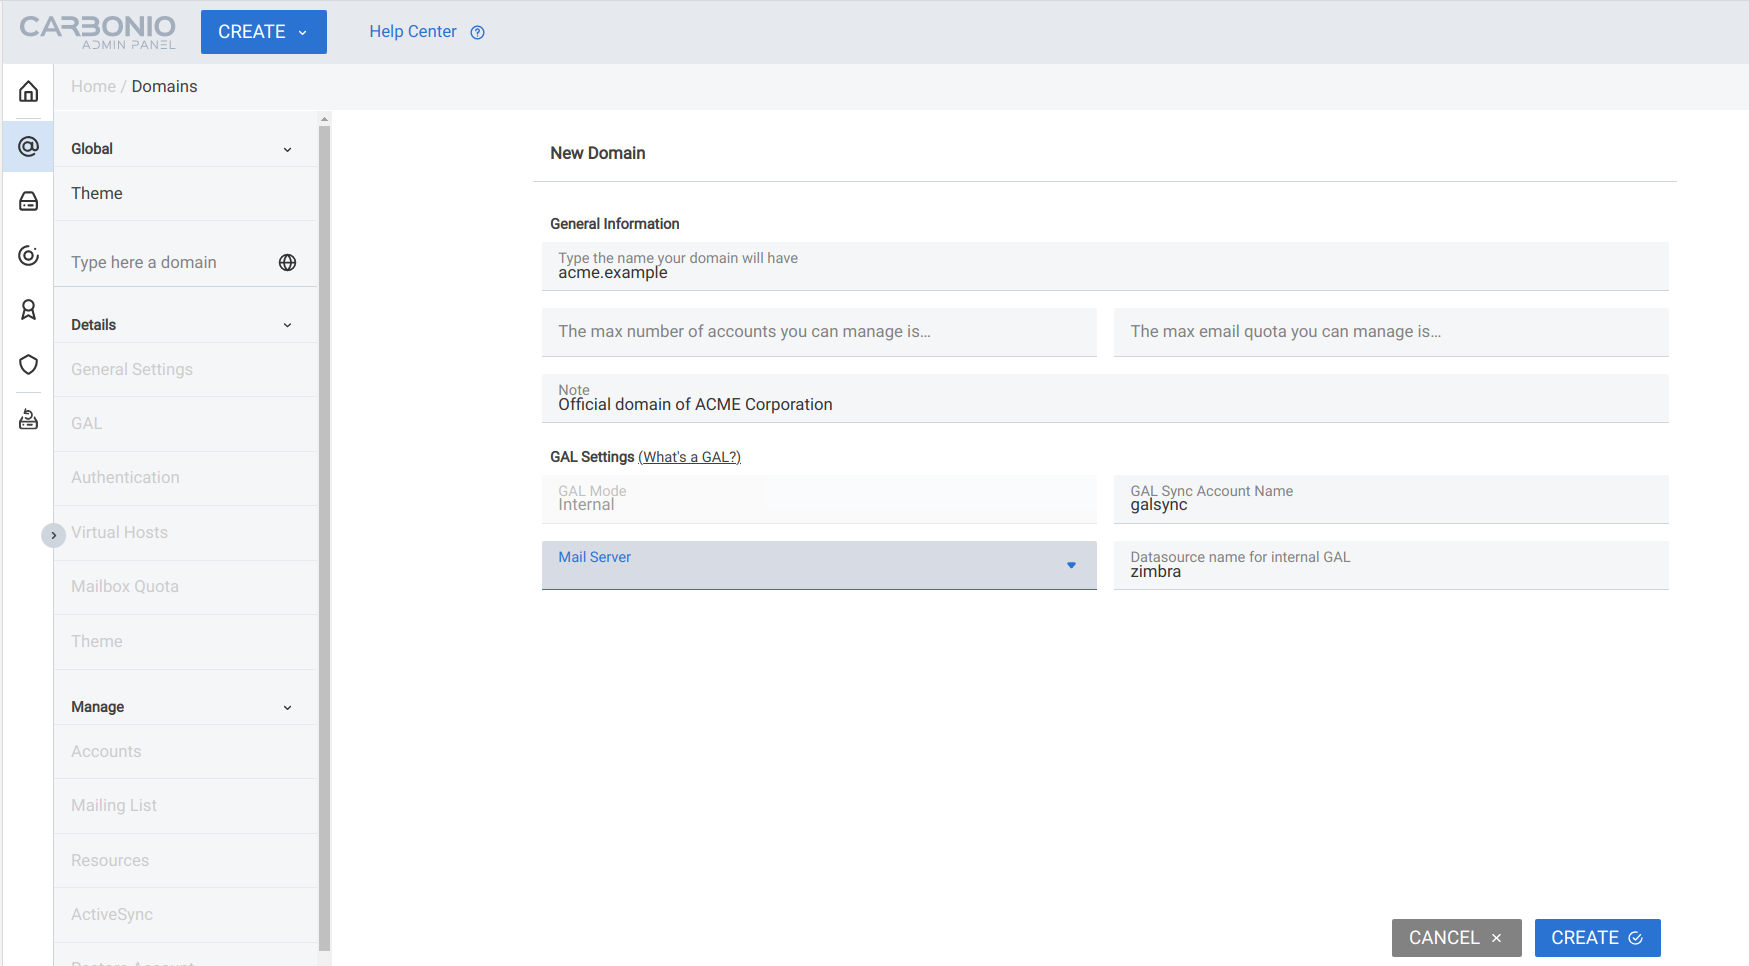 CARBONIO
ADMIN PANEL
CREATE
Help Center
Home / Domains
Global
Theme
Type here a domain
Details
General Settings
GAL
Authentication
Virtual Hosts
Mailbox Quota
Theme
Manage
Accounts
Mailing List
Resources
ActiveSync
Restore Account
New Domain
General Information
Type the name your domain will have
acme.example
The max number of accounts you can manage is...
The max email quota you can manage is...
Note
Official domain of ACME Corporation
GAL Settings (What's a GAL?)
GAL Mode
Internal
GAL Sync Account Name
galsync
Mail Server
Datasource name for internal GAL
zimbra
CANCEL
CREATE